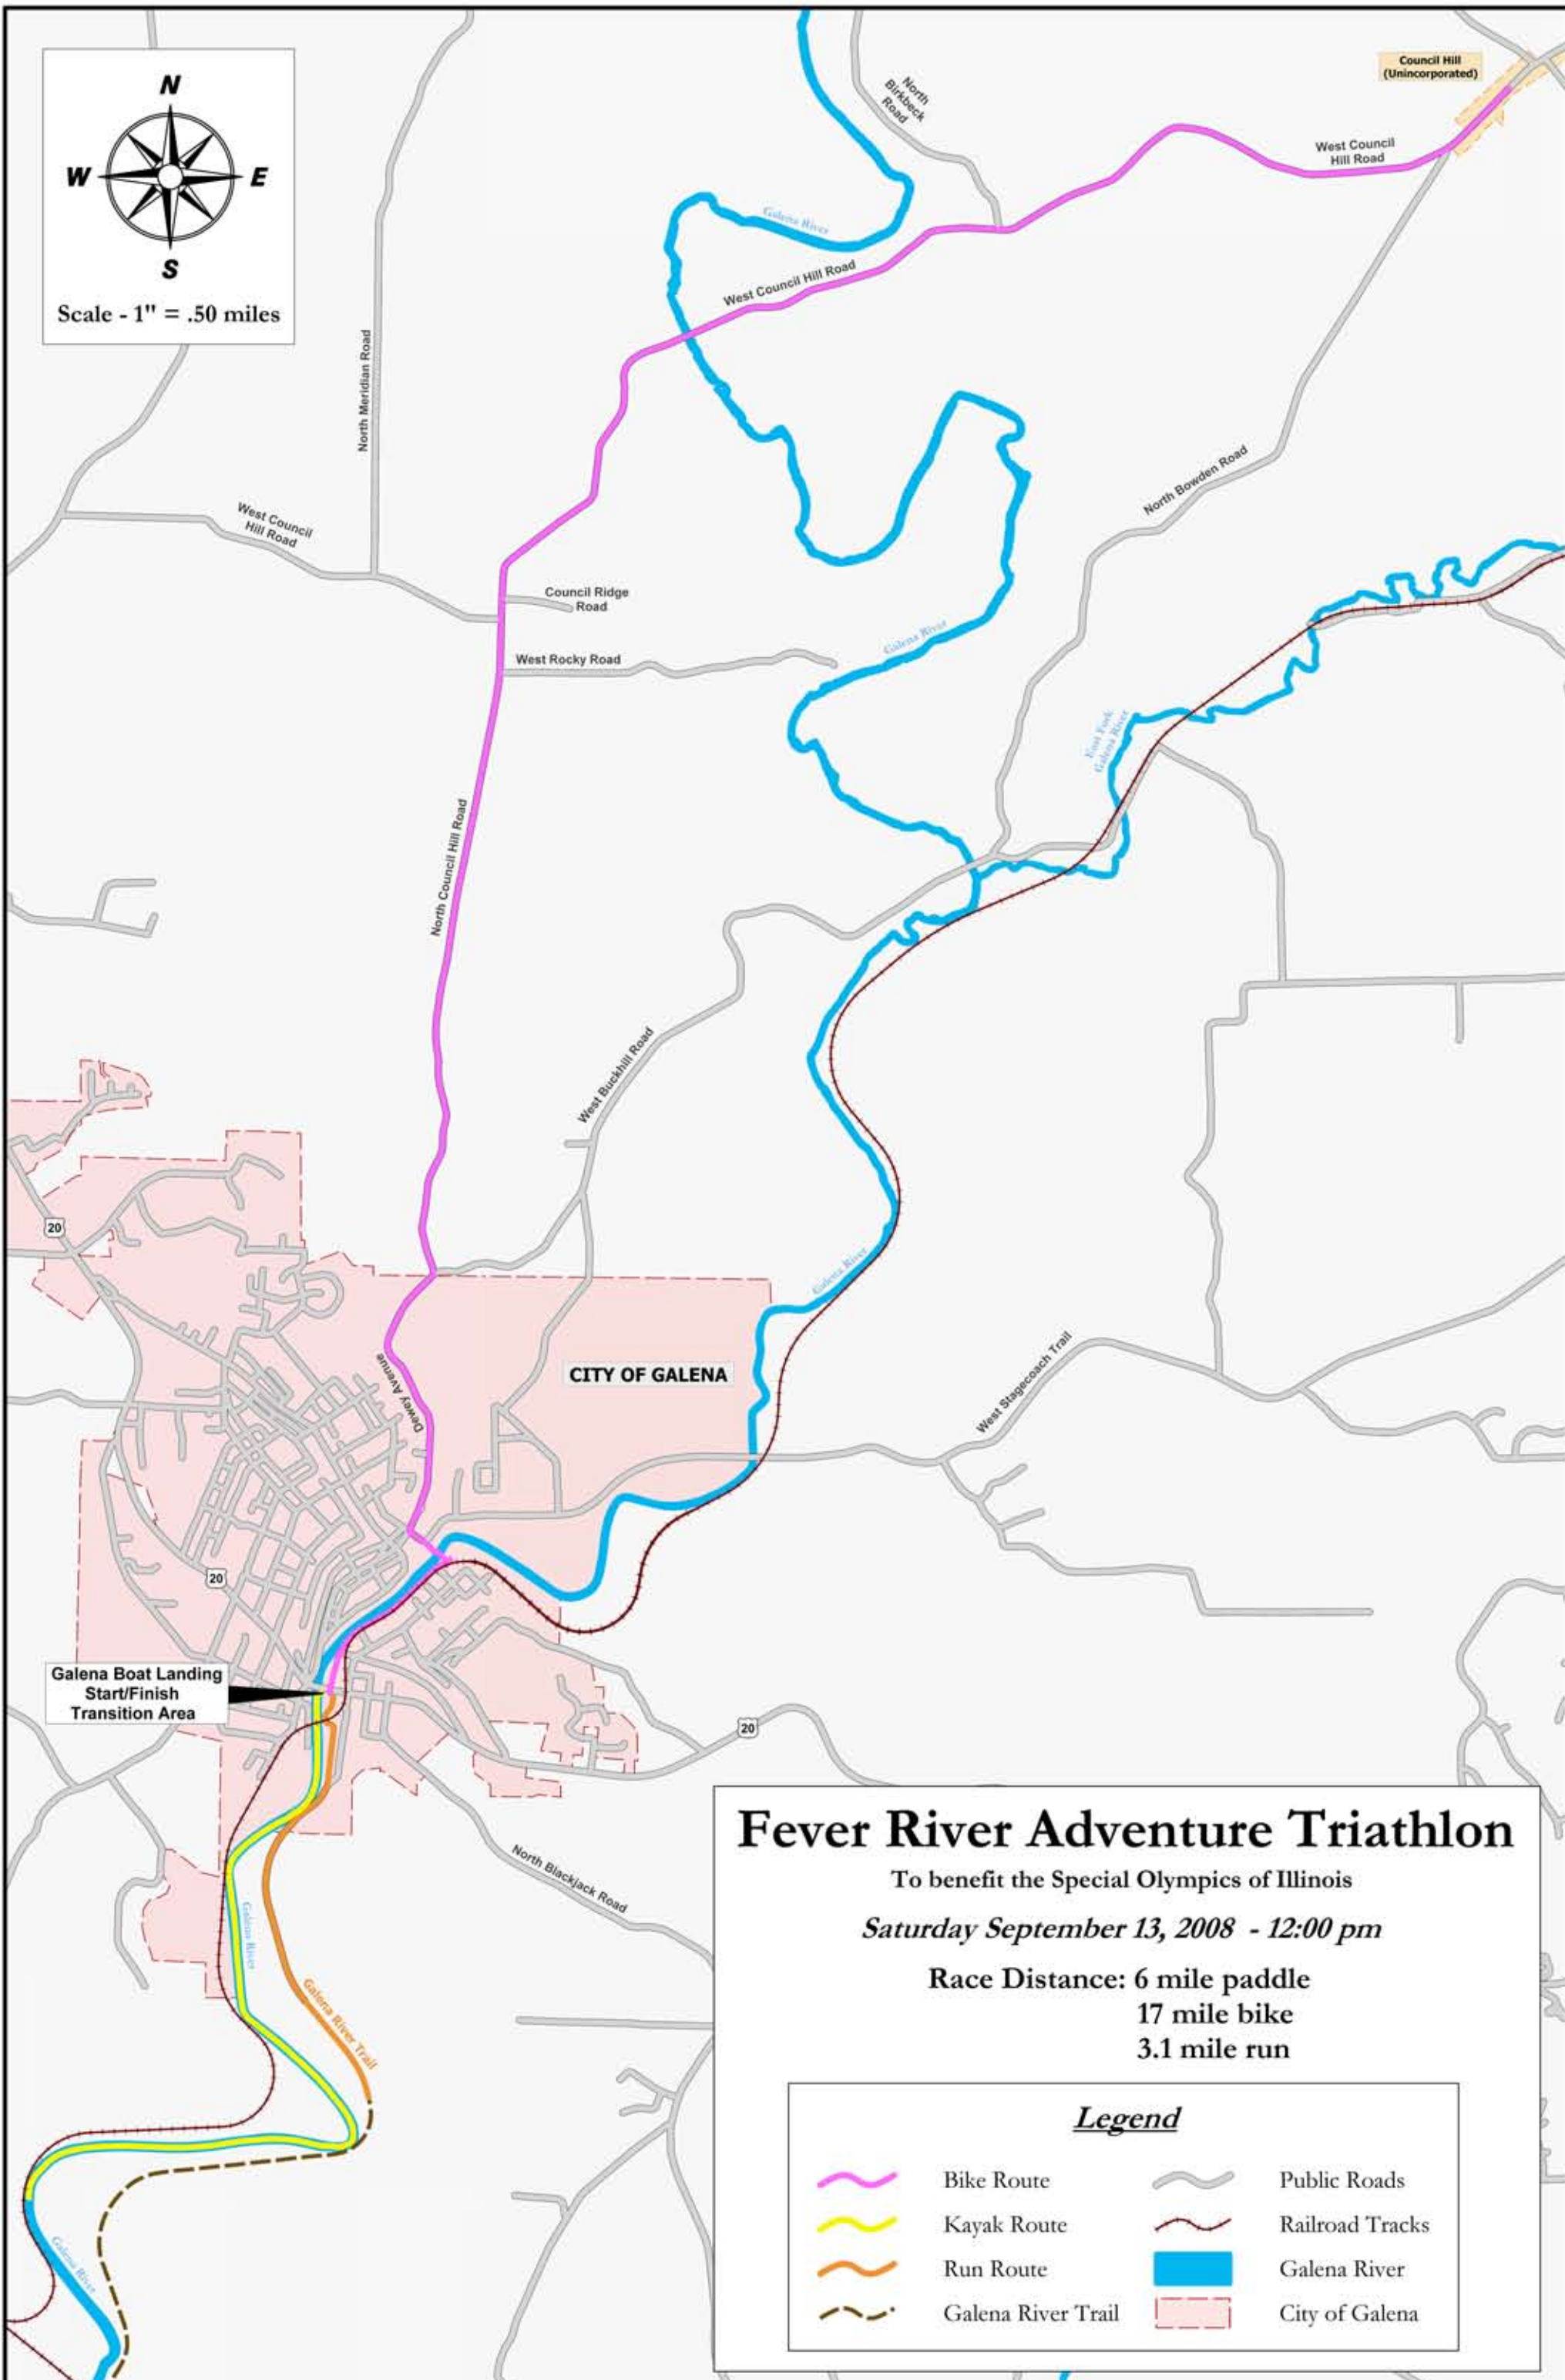 N
W
E
S
Scale - 1" = .50 miles
Council Hill
(Unincorporated)
North
Birkbeck
Road
West Council
Hill Road
Galena River
West Council Hill Road
North Meridian Road
North Bowden Road
West Council
Hill Road
Council Ridge
Road
Galena River
West Rocky Road
East Fork
Galena River
North Council Hill Road
West Buckhill Road
20
Galena River
Dewey Avenue
CITY OF GALENA
West Stagecoach Trail
20
Galena Boat Landing
Start/Finish
Transition Area
20
North Blackjack Road
Galena River
Galena River Trail
Galena River
Fever River Adventure Triathlon
To benefit the Special Olympics of Illinois
Saturday September 13, 2008 - 12:00 pm
Race Distance: 6 mile paddle
17 mile bike
3.1 mile run
Legend
Bike Route
Public Roads
Kayak Route
Railroad Tracks
Run Route
Galena River
Galena River Trail
City of Galena